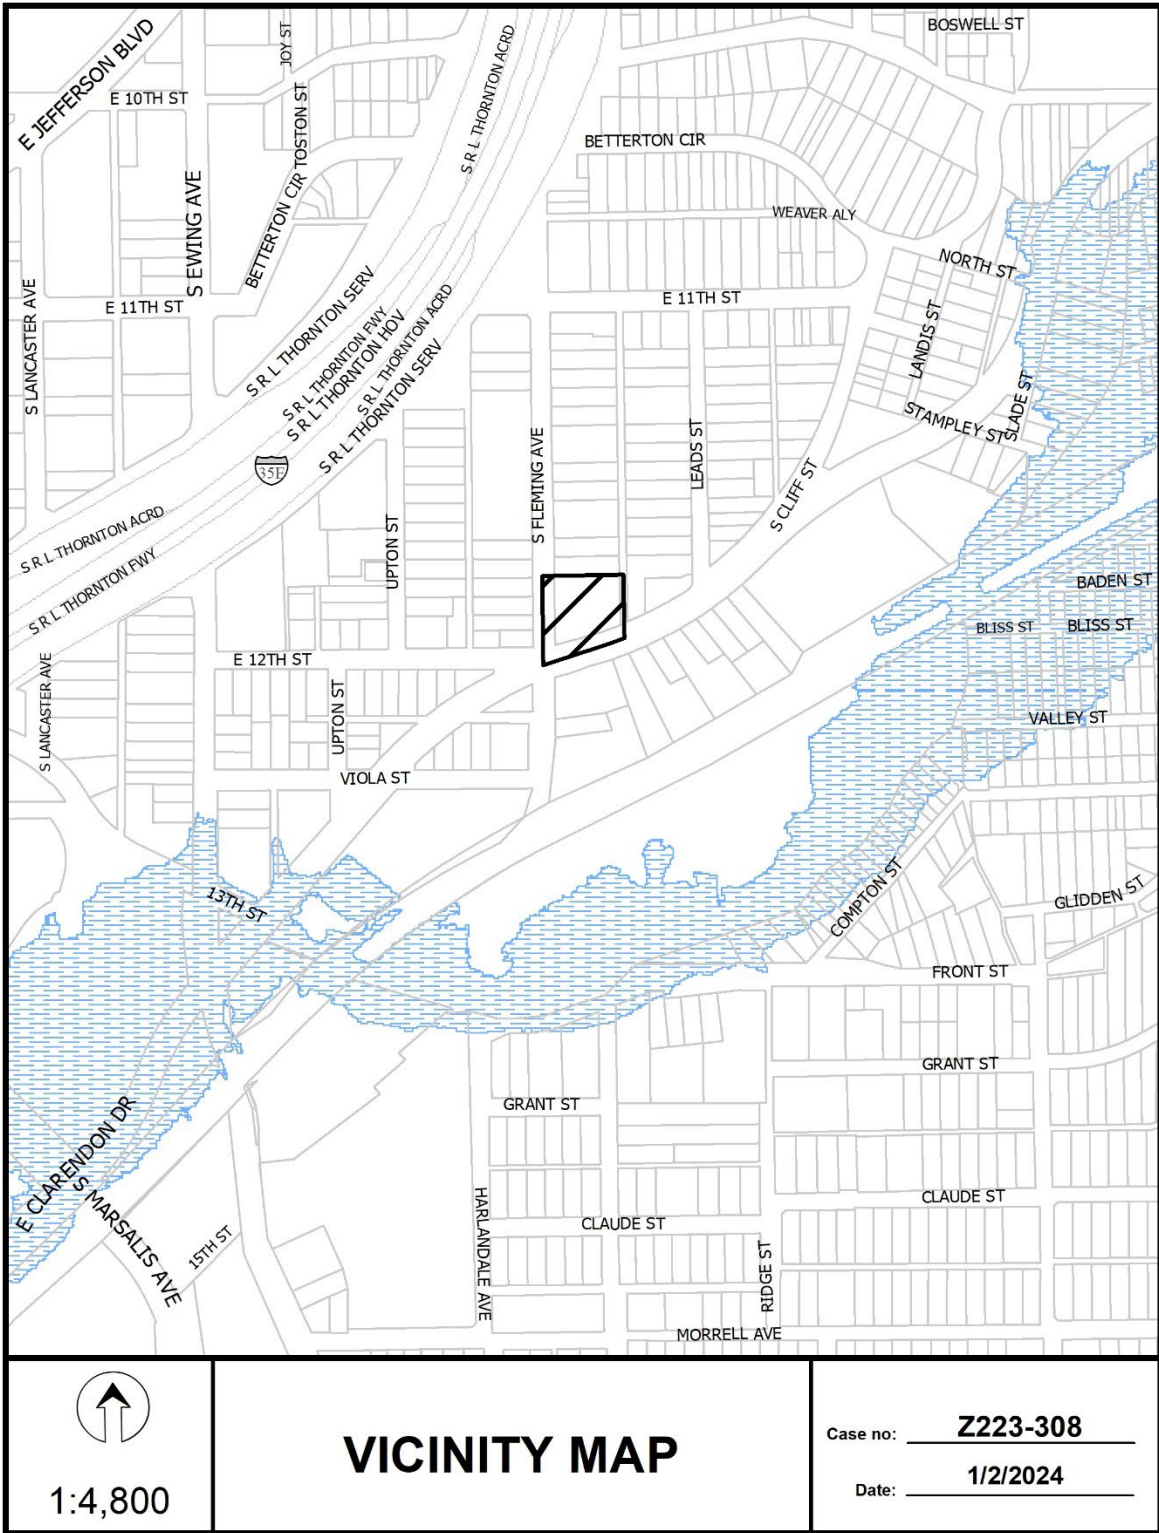 BOSWELL ST
JOY ST
E JEFFERSON BLVD
S R L THORNTON ACRD
E 10TH ST
BETTERTON CIR
TOSTON ST
BETTERTON CIR
S EWING AVE
WEAVER ALY
NORTH ST
S LANCASTER AVE
E 11TH ST
E 11TH ST
S R L THORNTON SERV
S R L THORNTON FWY
S R L THORNTON HOV
S R L THORNTON ACRD
S R L THORNTON SERV
LANDIS ST
SLADE ST
STAMPLEY ST
35E
S FLEMING AVE
LEADS ST
S CLIFF ST
S R L THORNTON ACRD
S R L THORNTON FWY
UPTON ST
BADEN ST
BLISS ST
BLISS ST
E 12TH ST
S LANCASTER AVE
UPTON ST
VALLEY ST
VIOLA ST
13TH ST
COMPTON ST
GLIDDEN ST
FRONT ST
GRANT ST
GRANT ST
E CLARENDON DR
S MARSALIS AVE
15TH ST
HARLANDALE AVE
CLAUDE ST
CLAUDE ST
RIDGE ST
MORRELL AVE
1:4,800
VICINITY MAP
Case no: Z223-308
Date: 1/2/2024